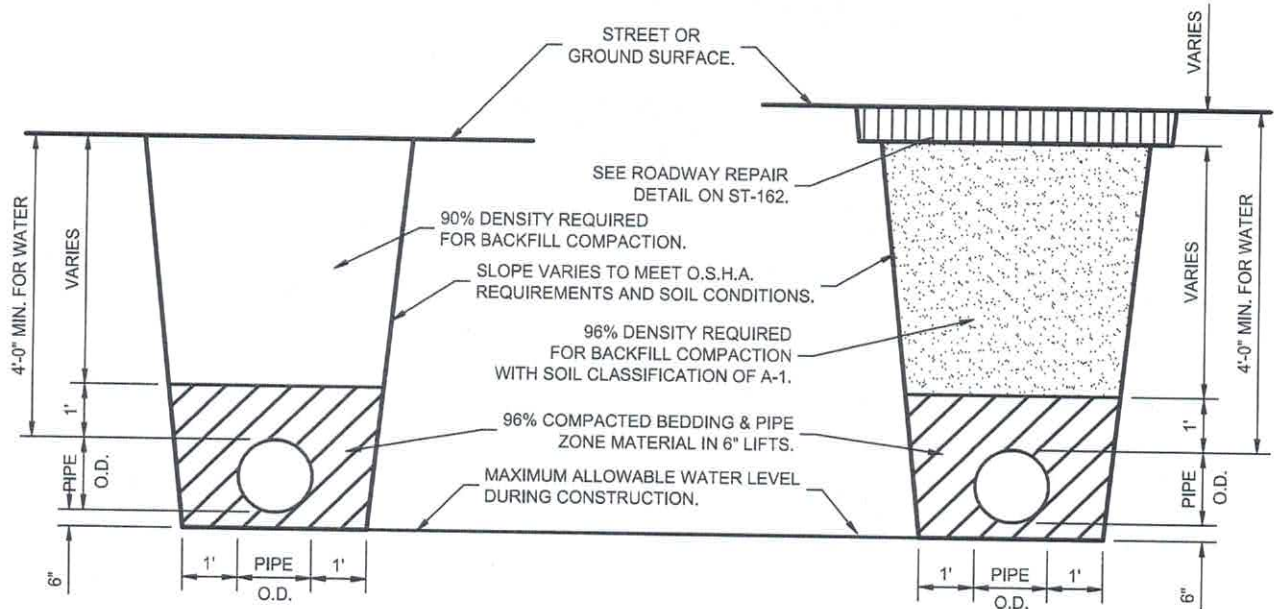 STREET OR
GROUND SURFACE.
VARIES
SEE ROADWAY REPAIR
DETAIL ON ST-162.
90% DENSITY REQUIRED
FOR BACKFILL COMPACTION.
SLOPE VARIES TO MEET O.S.H.A.
REQUIREMENTS AND SOIL CONDITIONS.
96% DENSITY REQUIRED
FOR BACKFILL COMPACTION
WITH SOIL CLASSIFICATION OF A-1.
96% COMPACTED BEDDING & PIPE
ZONE MATERIAL IN 6" LIFTS.
MAXIMUM ALLOWABLE WATER LEVEL
DURING CONSTRUCTION.
4'-0" MIN. FOR WATER
VARIES
1'
PIPE
O.D.
6"
1'
PIPE
O.D.
1'
VARIES
4'-0" MIN. FOR WATER
1'
PIPE
O.D.
6"
1'
PIPE
O.D.
1'